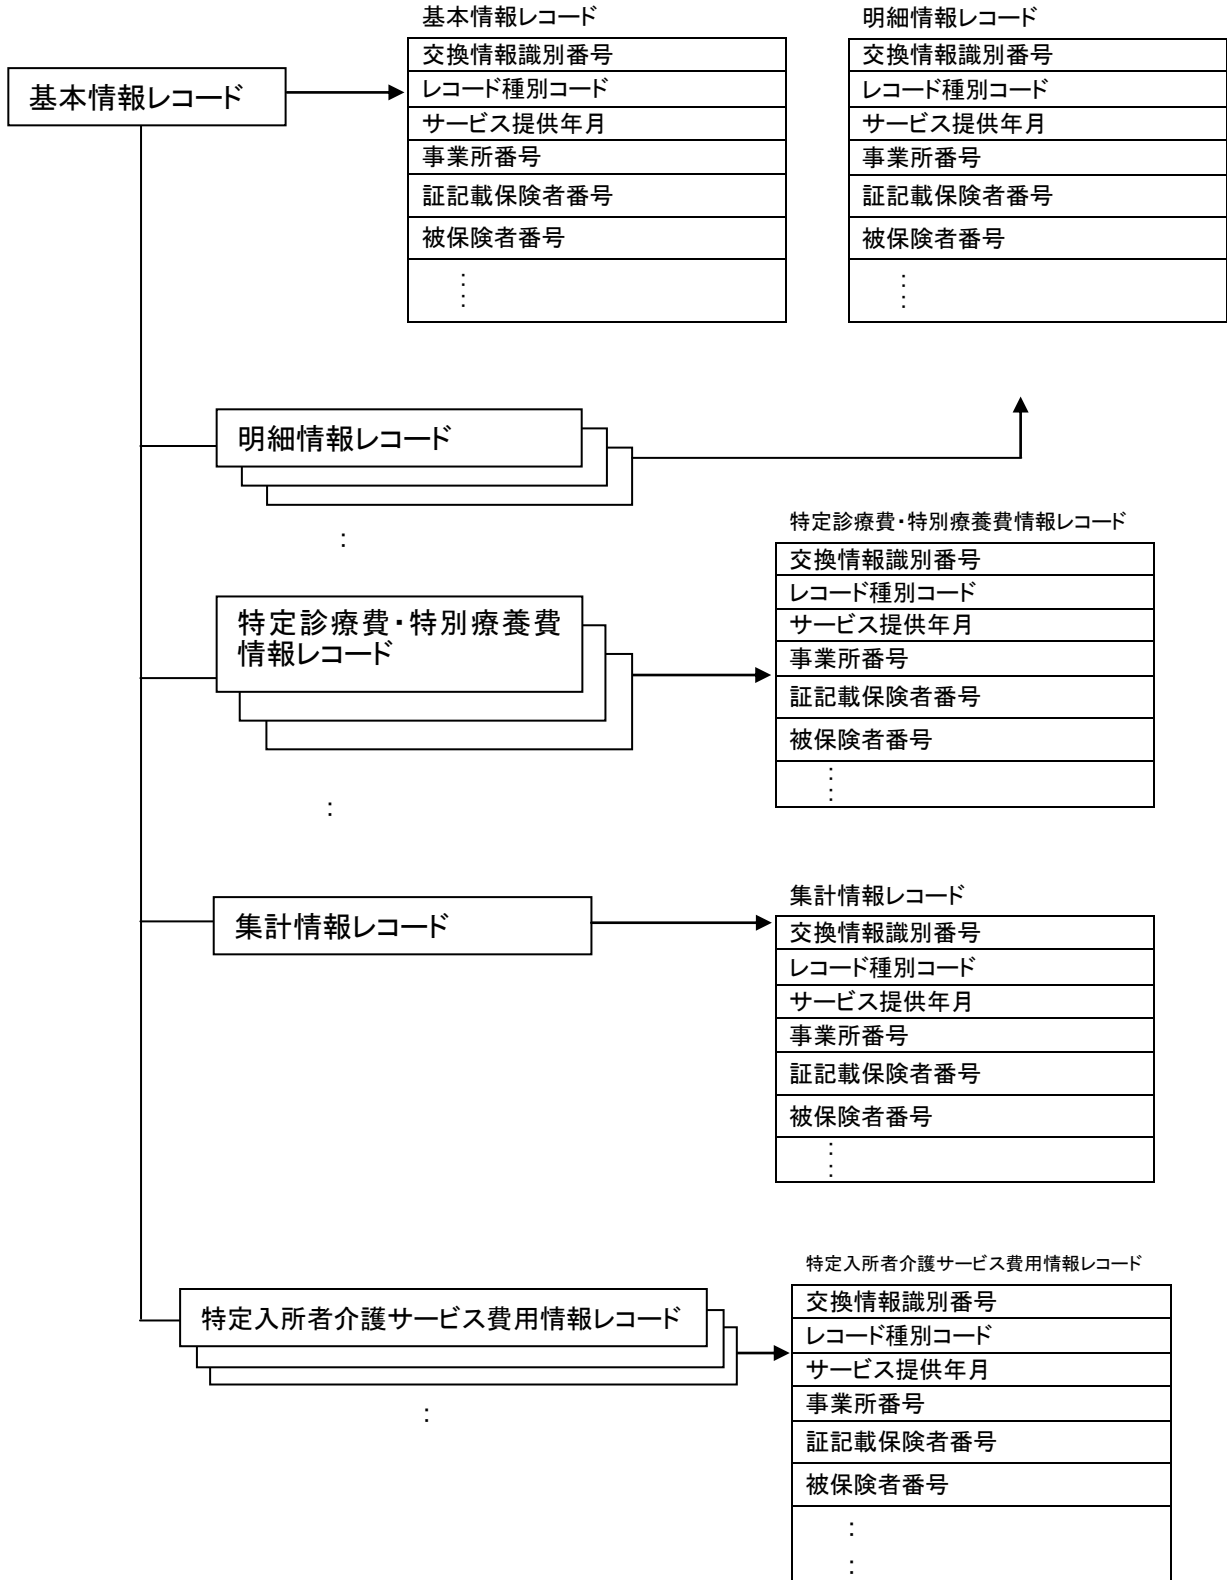 基本情報レコード
基本情報レコード
交換情報識別番号
レコード種別コード
サービス提供年月
事業所番号
証記載保険者番号
被保険者番号
:
:
明細情報レコード
交換情報識別番号
レコード種別コード
サービス提供年月
事業所番号
証記載保険者番号
被保険者番号
:
:
明細情報レコード
:
特定診療費・特別療養費
情報レコード
:
特定診療費・特別療養費情報レコード
交換情報識別番号
レコード種別コード
サービス提供年月
事業所番号
証記載保険者番号
被保険者番号
:
:
集計情報レコード
集計情報レコード
交換情報識別番号
レコード種別コード
サービス提供年月
事業所番号
証記載保険者番号
被保険者番号
:
:
特定入所者介護サービス費用情報レコード
:
特定入所者介護サービス費用情報レコード
交換情報識別番号
レコード種別コード
サービス提供年月
事業所番号
証記載保険者番号
被保険者番号
:
: